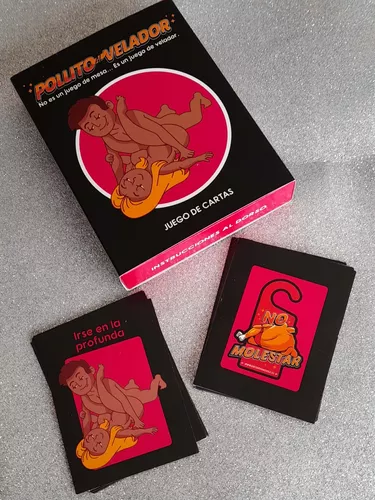 POLLITO AL VELADOR
No es un juego de mesa... Es un juego de velador.
JUEGO DE CARTAS
INSTRUCCIONES AL DORSO
Irse en la
profunda
NO
MOLESTAR